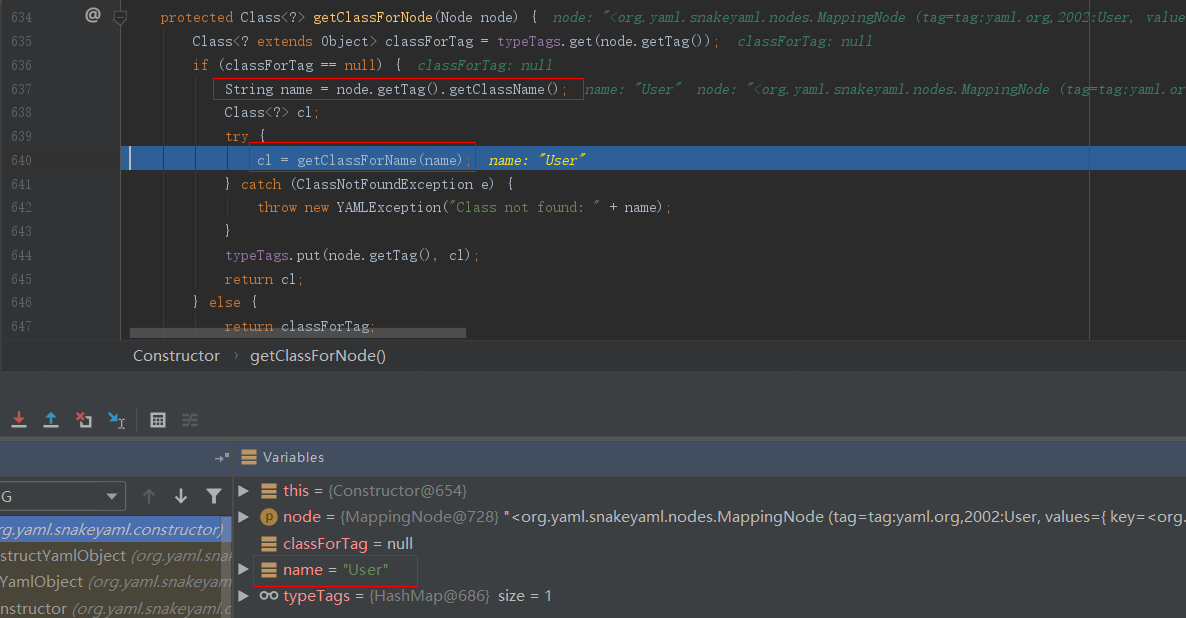 634 @ protected Class<?> getClassForNode(Node node) { node: "<org.yaml.snakeyaml.nodes.MappingNode (tag=tag:yaml.org,2002:User, value
635 Class<? extends Object> classForTag = typeTags.get(node.getTag()); classForTag: null
636 if (classForTag == null) { classForTag: null
637 String name = node.getTag().getClassName(); name: "User" node: "<org.yaml.snakeyaml.nodes.MappingNode (tag=tag:yaml.or
638 Class<?> cl;
639 try {
640 cl = getClassForName(name); name: "User"
641 } catch (ClassNotFoundException e) {
642 throw new YAMLException("Class not found: " + name);
643 }
644 typeTags.put(node.getTag(), cl);
645 return cl;
646 } else {
647 return classForTag;
Constructor › getClassForNode()
Variables
G
this = {Constructor@654}
rg.yaml.snakeyaml.constructor)
node = {MappingNode@728} "<org.yaml.snakeyaml.nodes.MappingNode (tag=tag:yaml.org,2002:User, values={ key=<org.
structYamlObject (org.yaml.sna
classForTag = null
YamlObject (org.yaml.snakeyam
name = "User"
nstructor (org.yaml.snakeyaml.c
typeTags = {HashMap@686} size = 1